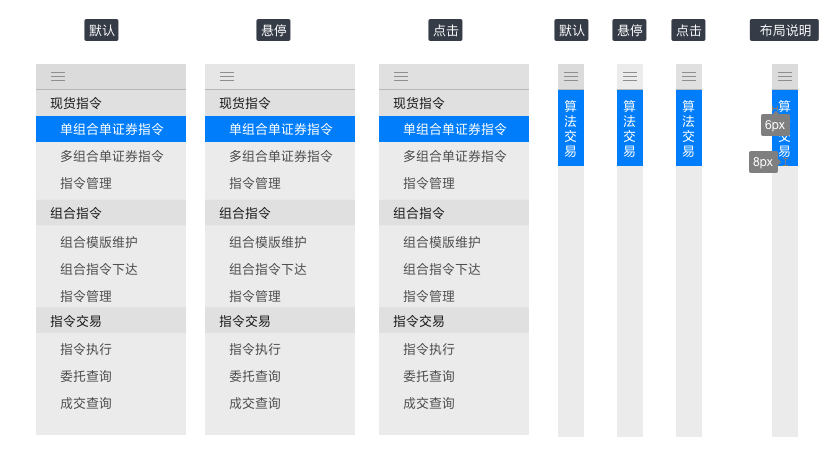 默认
悬停
点击
默认
悬停
点击
布局说明
现货指令
单组合单证券指令
多组合单证券指令
指令管理
组合指令
组合模版维护
组合指令下达
指令管理
指令交易
指令执行
委托查询
成交查询
现货指令
单组合单证券指令
多组合单证券指令
指令管理
组合指令
组合模版维护
组合指令下达
指令管理
指令交易
指令执行
委托查询
成交查询
现货指令
单组合单证券指令
多组合单证券指令
指令管理
组合指令
组合模版维护
组合指令下达
指令管理
指令交易
指令执行
委托查询
成交查询
算法交易
算法交易
算法交易
算
交
易
6px
8px